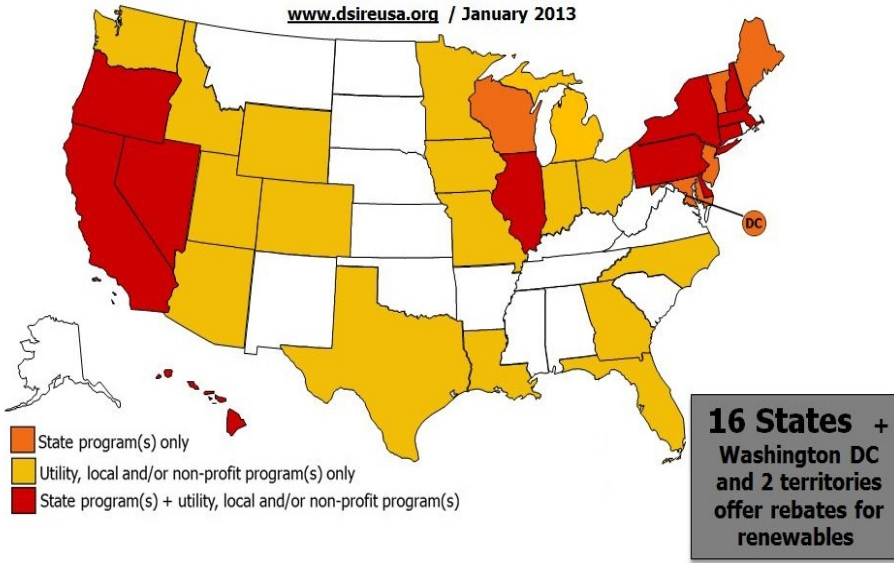 www.dsireusa.org / January 2013
DC
State program(s) only
Utility, local and/or non-profit program(s) only
State program(s) + utility, local and/or non-profit program(s)
16 States +
Washington DC
and 2 territories
offer rebates for
renewables